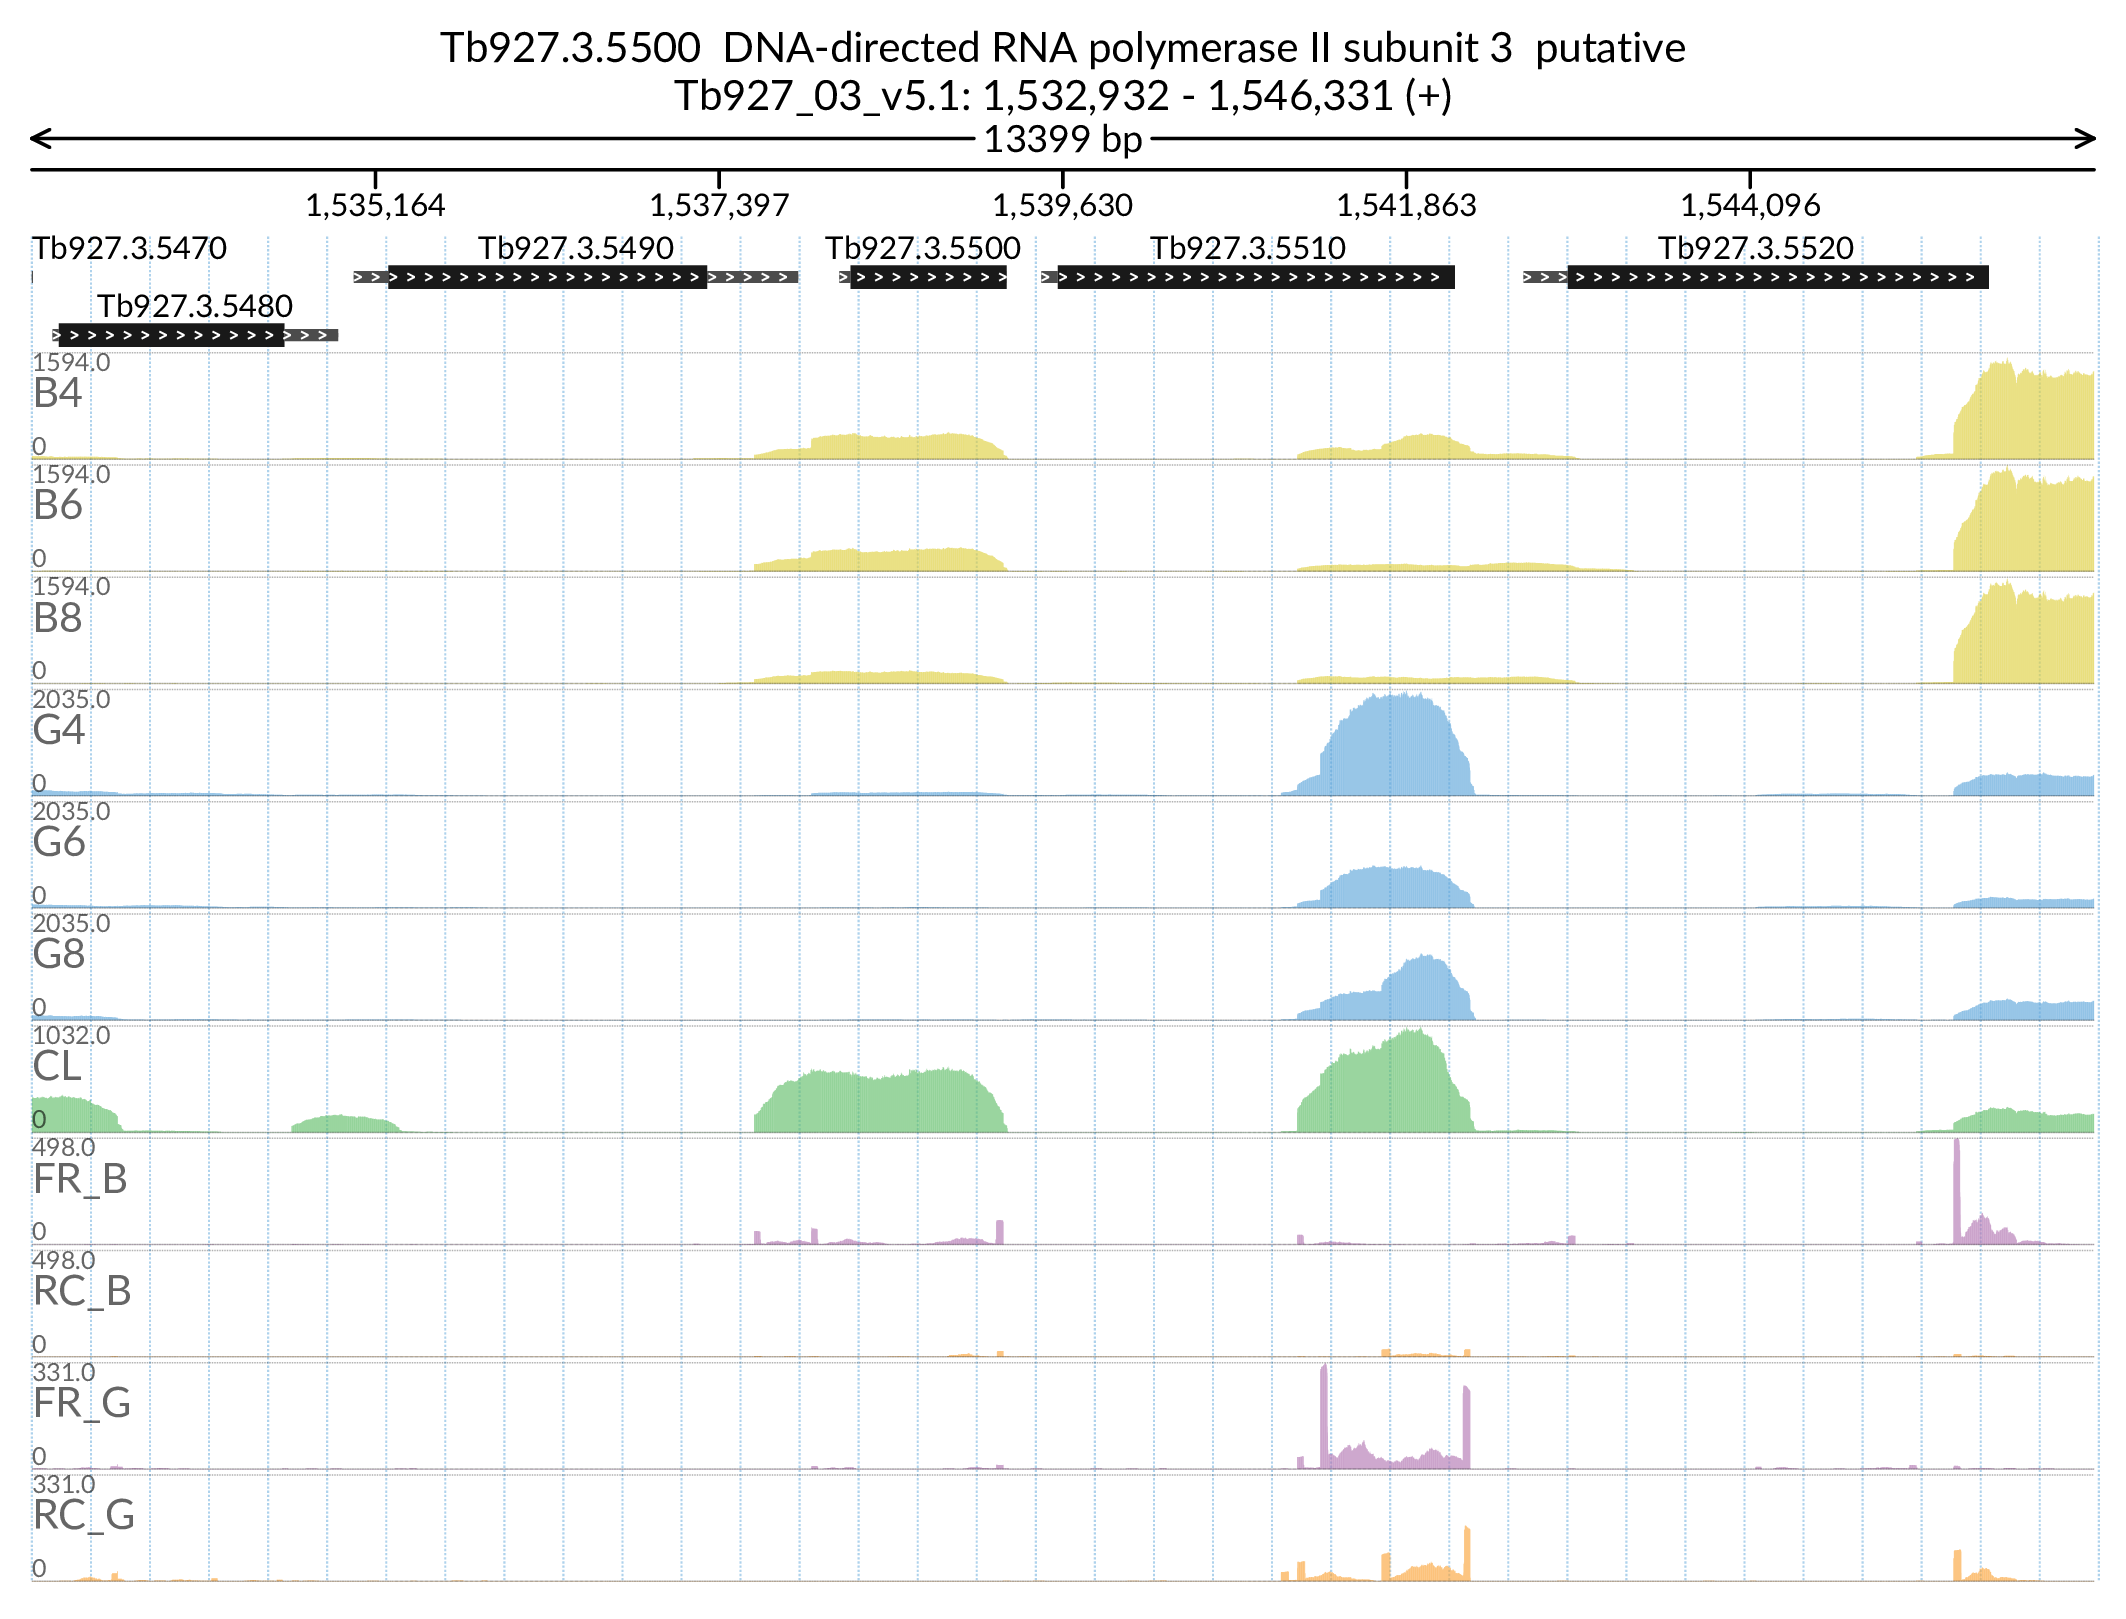 Tb927.3.5500  DNA-directed RNA polymerase II subunit 3  putative
Tb927_03_v5.1: 1,532,932 - 1,546,331 (+)
13399 bp
1,535,164 1,537,397 1,539,630 1,541,863 1,544,096
Tb927.3.5470 Tb927.3.5490 Tb927.3.5500 Tb927.3.5510 Tb927.3.5520
Tb927.3.5480
1594.0
B4
0
1594.0
B6
0
1594.0
B8
0
2035.0
G4
0
2035.0
G6
0
2035.0
G8
0
1032.0
CL
0
498.0
FR_B
0
498.0
RC_B
0
331.0
FR_G
0
331.0
RC_G
0